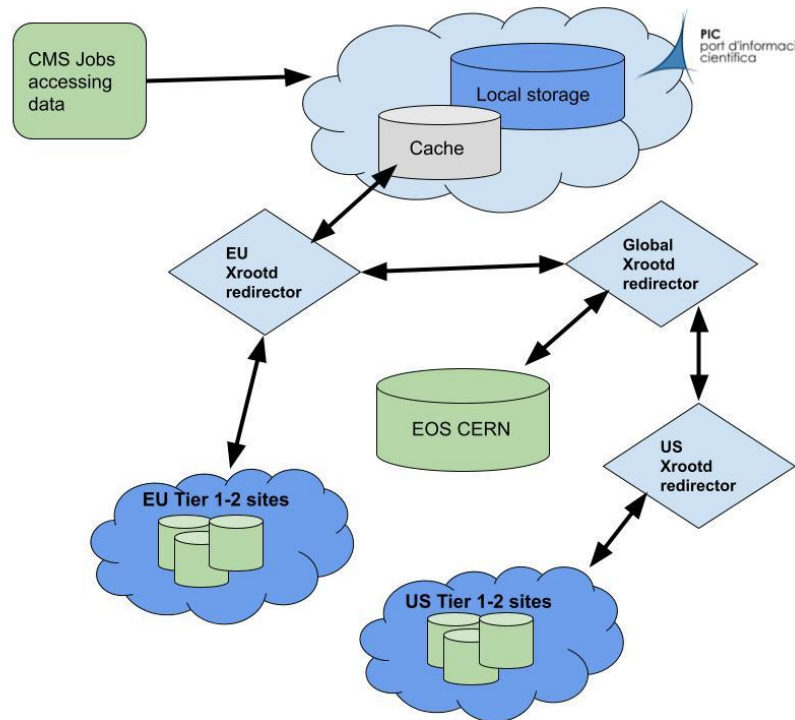 CMS Jobs
accessing
data
PIC
port d'informaci
científica
Local storage
Cache
EU
Xrootd
redirector
Global
Xrootd
redirector
EOS CERN
US
Xrootd
redirector
EU Tier 1-2 sites
US Tier 1-2 sites